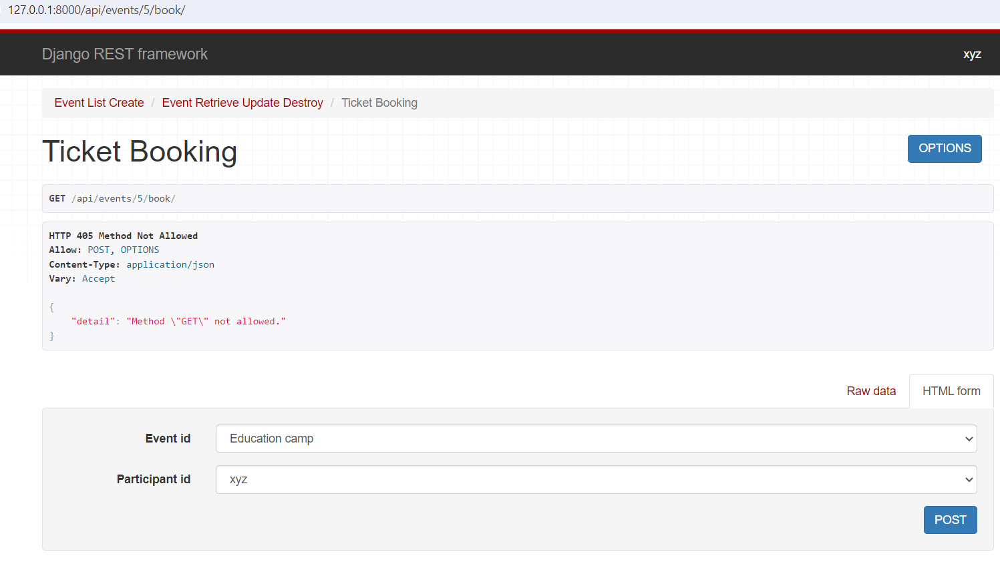 127.0.0.1:8000/api/events/5/book/
Django REST framework
xyz
Event List Create / Event Retrieve Update Destroy / Ticket Booking
Ticket Booking
OPTIONS
GET /api/events/5/book/
HTTP 405 Method Not Allowed
Allow: POST, OPTIONS
Content-Type: application/json
Vary: Accept
{
    "detail": "Method \"GET\" not allowed."
}
Raw data
HTML form
Event id
Education camp
Participant id
xyz
POST